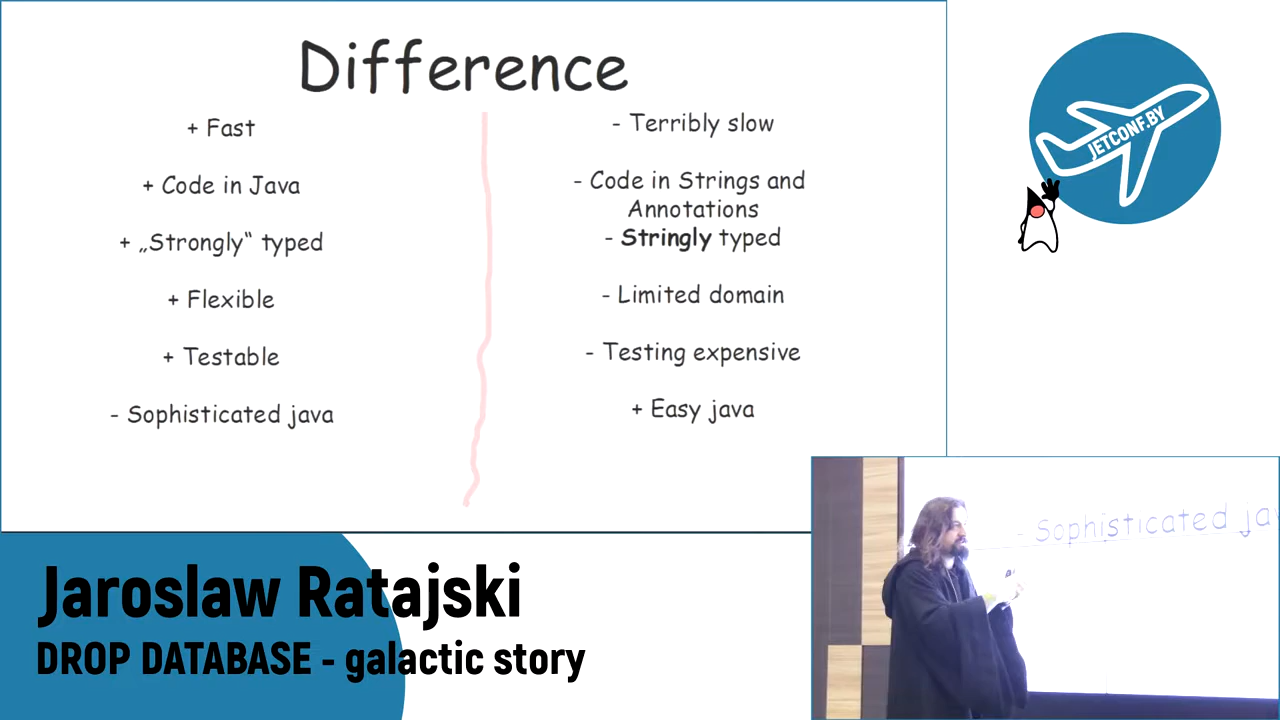 Difference
+ Fast
+ Code in Java
+ „Strongly“ typed
+ Flexible
+ Testable
- Sophisticated java
- Terribly slow
- Code in Strings and
Annotations
- Stringly typed
- Limited domain
- Testing expensive
+ Easy java
JETCONF.BY
- Sophisticated jav
Jaroslaw Ratajski
DROP DATABASE - galactic story